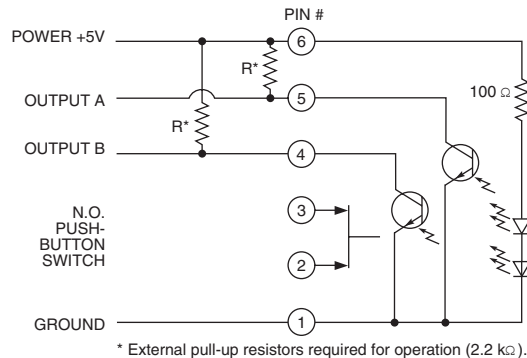 PIN #
POWER +5V
6
R*
100 Ω
OUTPUT A
5
R*
OUTPUT B
4
N.O.
PUSH-
BUTTON
SWITCH
3
2
GROUND
1
* External pull-up resistors required for operation (2.2 kΩ).